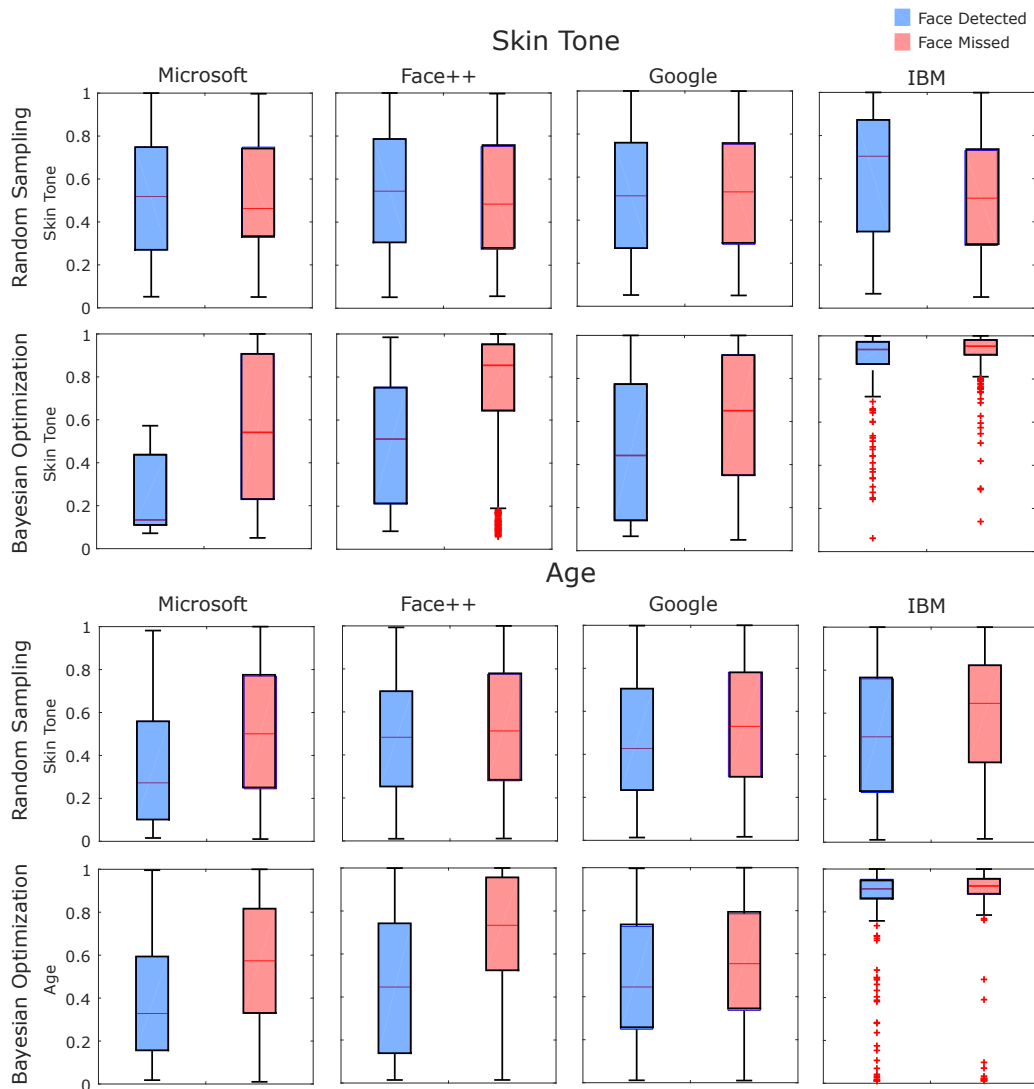 Face Detected
Face Missed
Skin Tone
Microsoft
Face++
Google
IBM
Random Sampling
Skin Tone
1
0.8
0.6
0.4
0.2
0
Bayesian Optimization
Skin Tone
1
0.8
0.6
0.4
0.2
0
Age
Microsoft
Face++
Google
IBM
Random Sampling
Skin Tone
1
0.8
0.6
0.4
0.2
0
Bayesian Optimization
Age
1
0.8
0.6
0.4
0.2
0